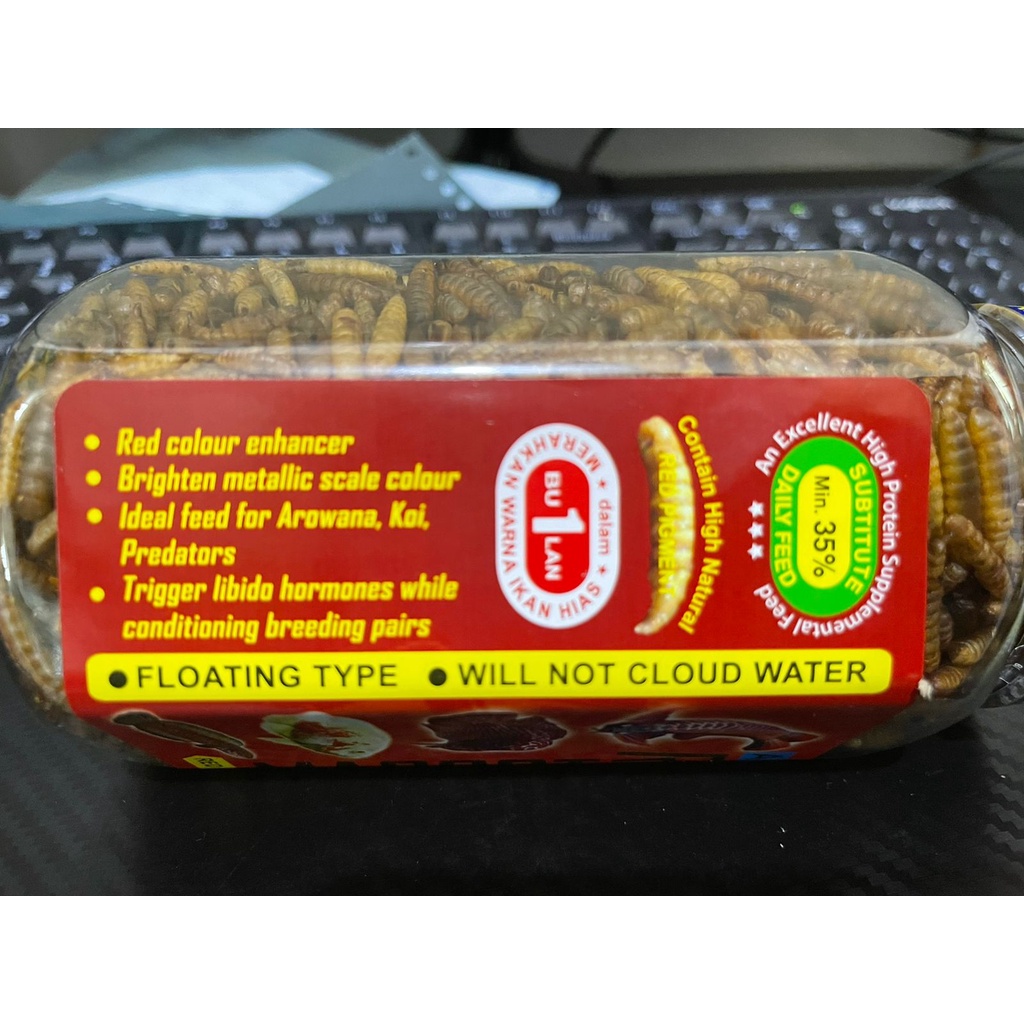 • Red colour enhancer
• Brighten metallic scale colour
• Ideal feed for Arowana, Koi,
Predators
• Trigger libido hormones while
conditioning breeding pairs
MERAHKAN WARNA IKAN HIAS
★ dalam ★
BU 1 LAN
Contain High Natural
RED PIGMENT
An Excellent High Protein Supplemental Feed
★★★
SUBTITUTE
Min. 35%
DAILY FEED
• FLOATING TYPE • WILL NOT CLOUD WATER